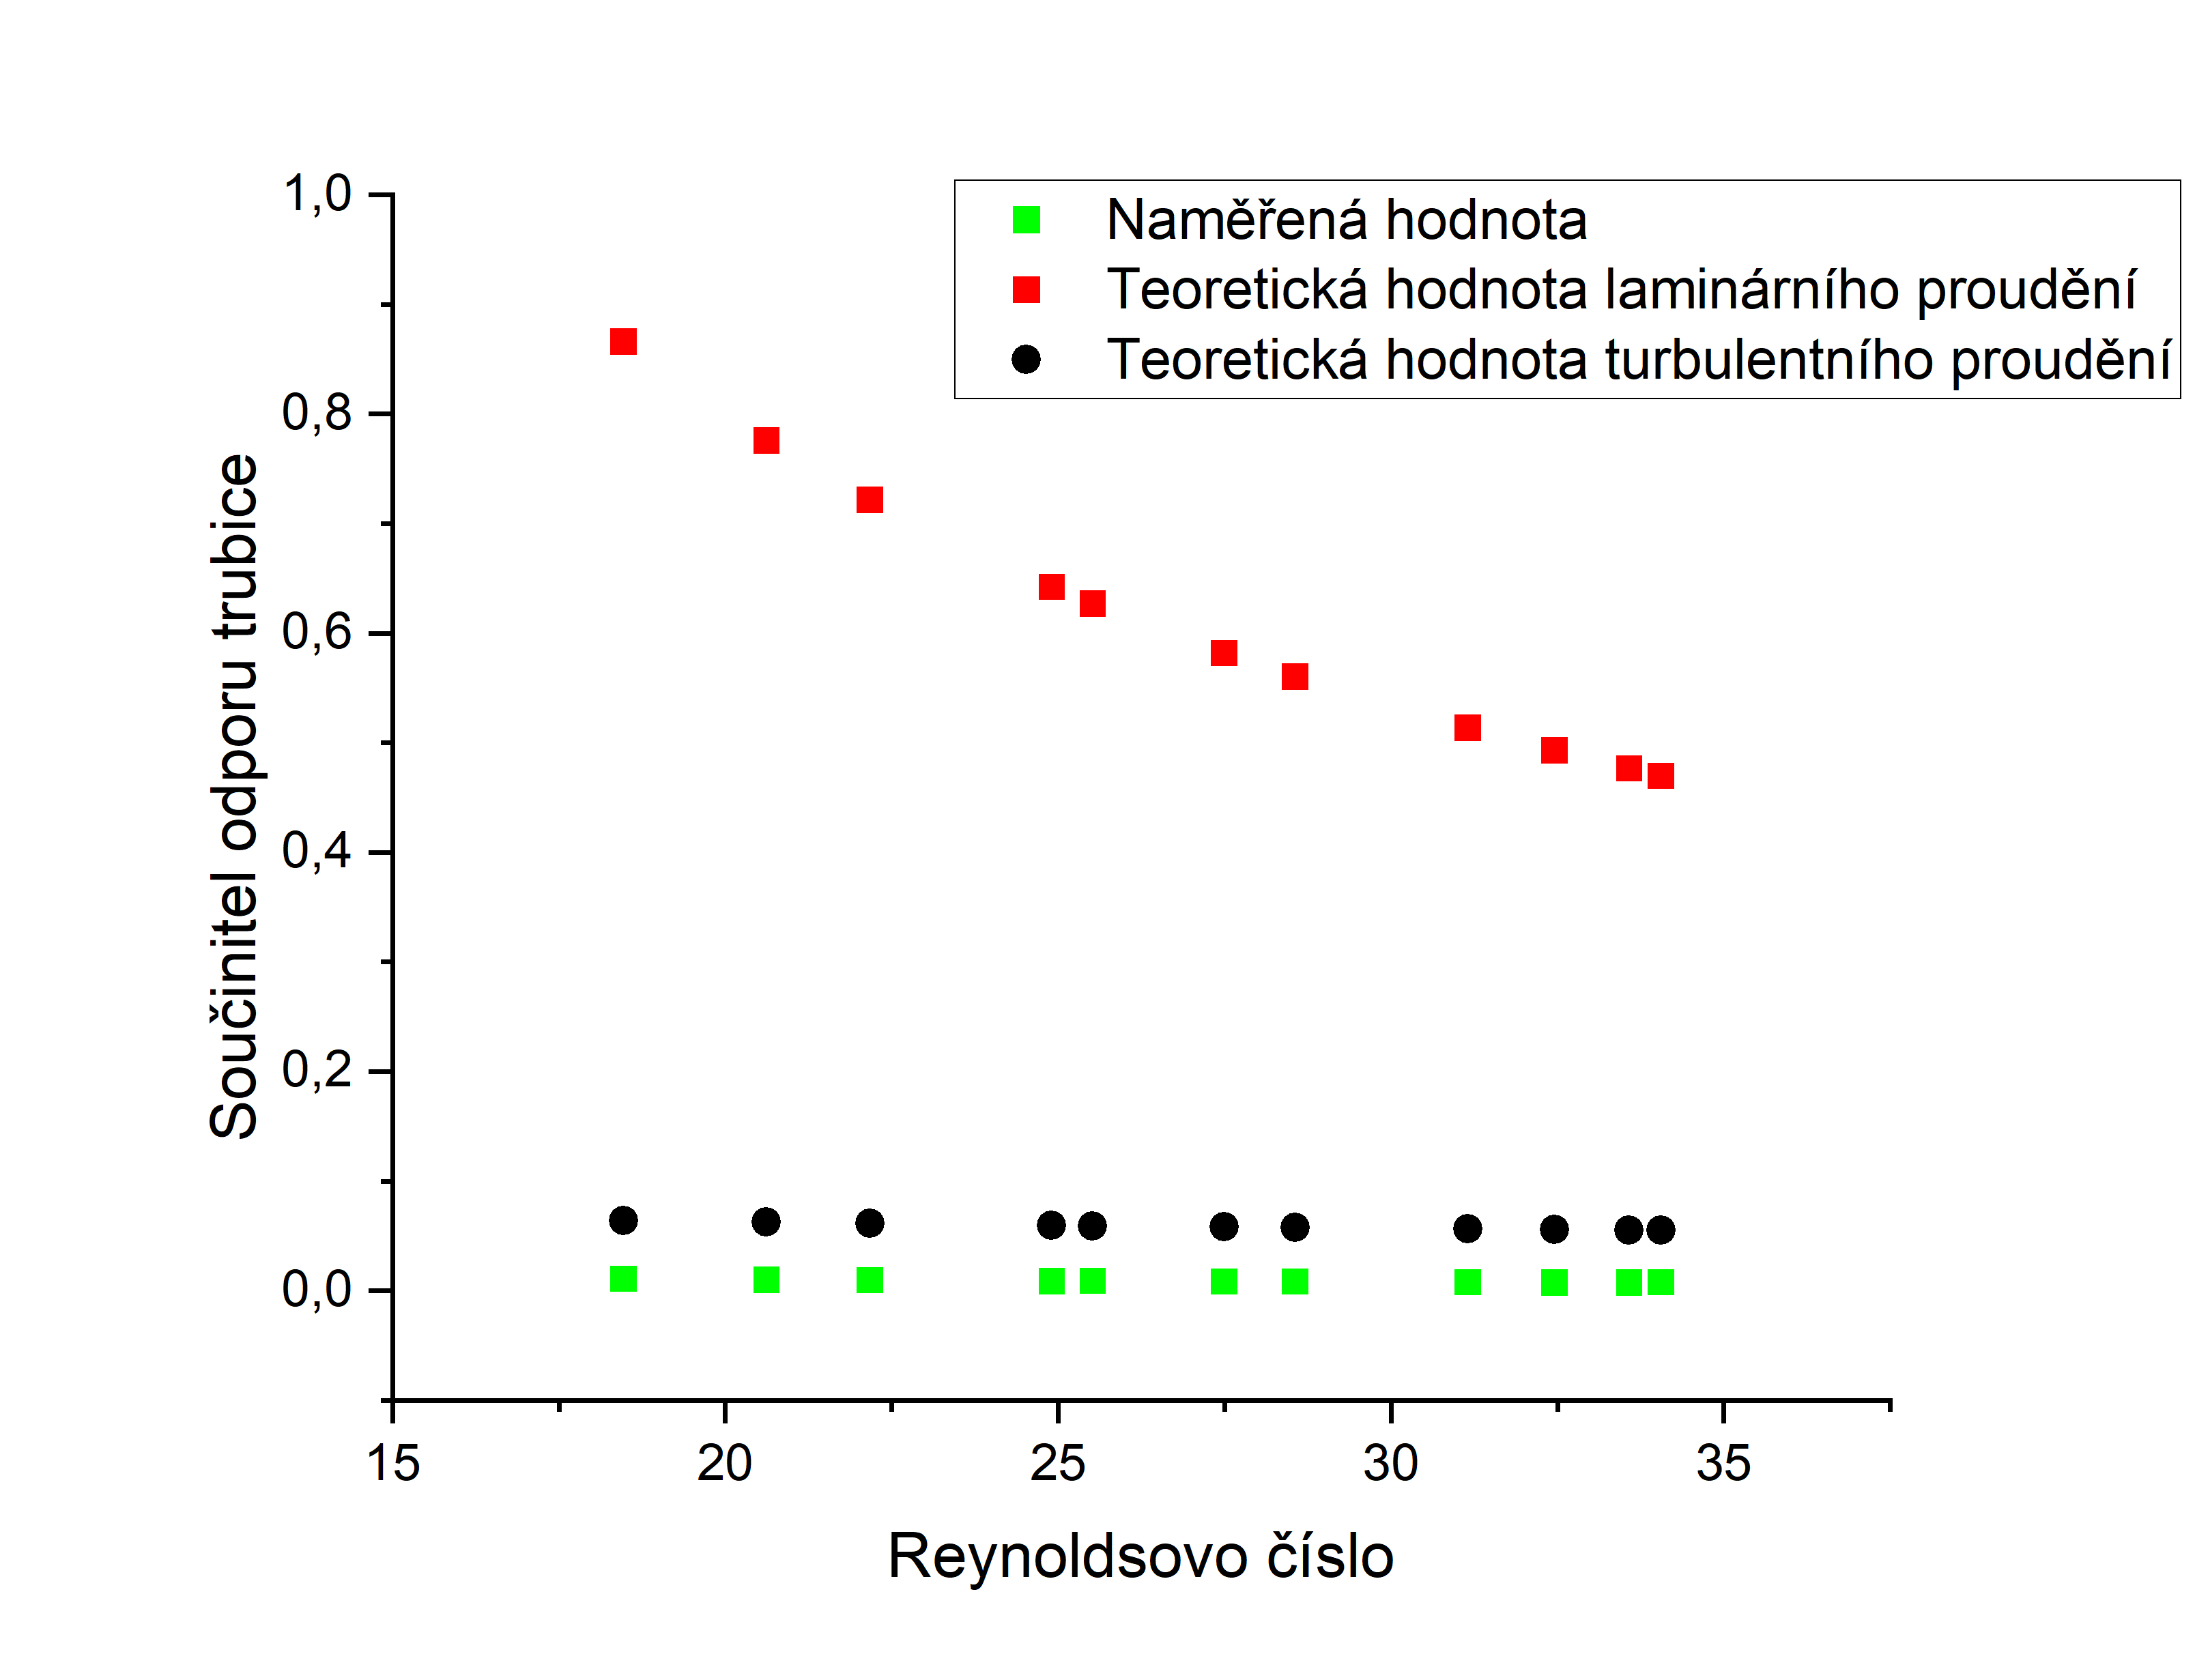 1,0
0,8
0,6
0,4
0,2
0,0
Součinitel odporu trubice
Naměřená hodnota
Teoretická hodnota laminárního proudění
Teoretická hodnota turbulentního proudění
15 20 25 30 35
Reynoldsovo číslo